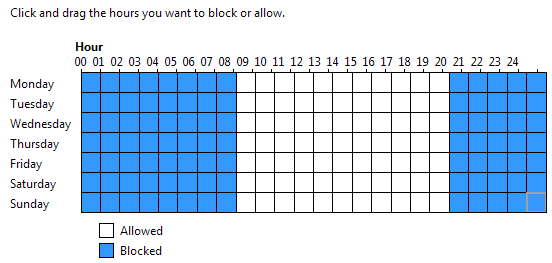 Click and drag the hours you want to block or allow.
Hour
00 01 02 03 04 05 06 07 08 09 10 11 12 13 14 15 16 17 18 19 20 21 22 23 24
Monday
Tuesday
Wednesday
Thursday
Friday
Saturday
Sunday
Allowed
Blocked